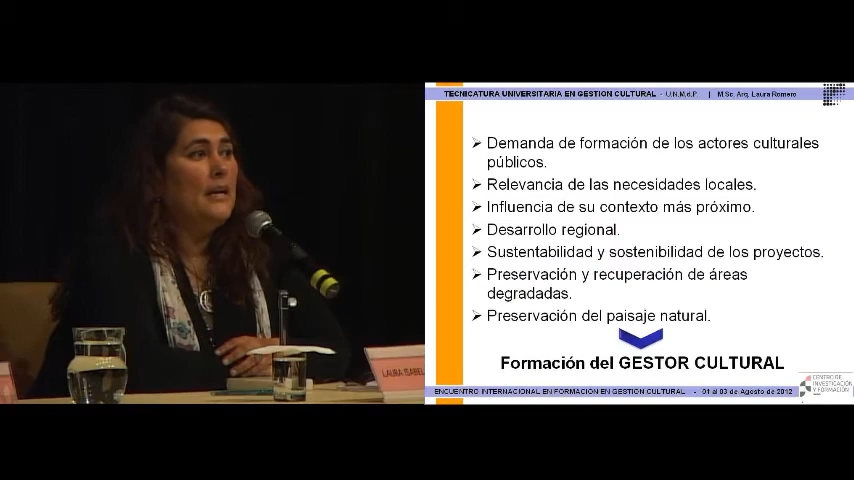 TECNICATURA UNIVERSITARIA EN GESTION CULTURAL - U.N.M.d.P. | M.Sc. Arq. Laura Romero
➢ Demanda de formación de los actores culturales
públicos.
➢ Relevancia de las necesidades locales.
➢ Influencia de su contexto más próximo.
➢ Desarrollo regional.
➢ Sustentabilidad y sostenibilidad de los proyectos.
➢ Preservación y recuperación de áreas
degradadas.
➢ Preservación del paisaje natural.
Formación del GESTOR CULTURAL
ENCUENTRO INTERNACIONAL EN FORMACIÓN EN GESTION CULTURAL - 01 al 03 de Agosto de 2012
CENTRO DE
INVESTIGACIÓN
Y FORMACIÓN
LAURA ISABEL